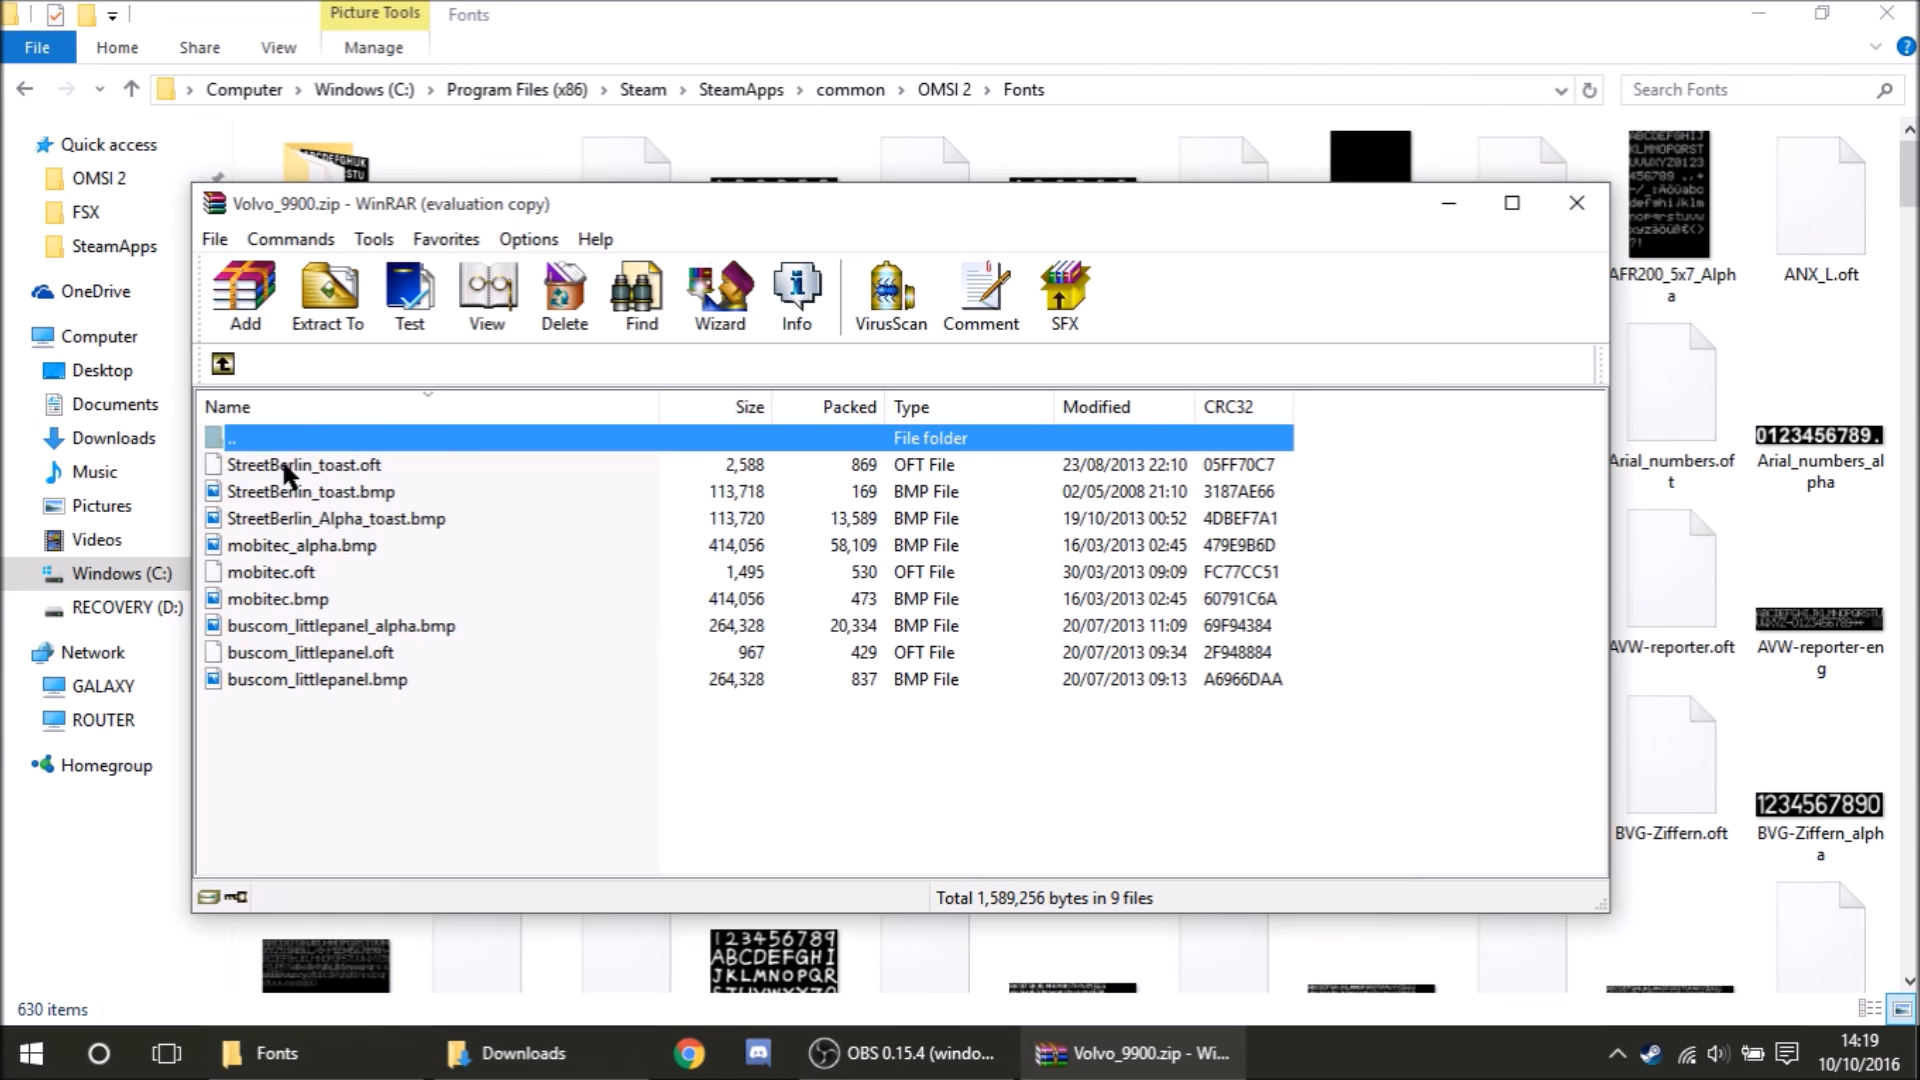 Picture Tools
Fonts
File
Home
Share
View
Manage
Computer
Windows (C:)
Program Files (x86)
Steam
SteamApps
common
OMSI 2
Fonts
Search Fonts
Quick access
OMSI 2
FSX
SteamApps
OneDrive
Computer
Desktop
Documents
Downloads
Music
Pictures
Videos
Windows (C:)
RECOVERY (D:)
Network
GALAXY
ROUTER
Homegroup
Volvo_9900.zip - WinRAR (evaluation copy)
File Commands Tools Favorites Options Help
Add Extract To Test View Delete Find Wizard Info VirusScan Comment SFX
Name Size Packed Type Modified CRC32
.. File folder
StreetBerlin_toast.oft 2,588 869 OFT File 23/08/2013 22:10 05FF70C7
StreetBerlin_toast.bmp 113,718 169 BMP File 02/05/2008 21:10 3187AE66
StreetBerlin_Alpha_toast.bmp 113,720 13,589 BMP File 19/10/2013 00:52 4DBEF7A1
mobitec_alpha.bmp 414,056 58,109 BMP File 16/03/2013 02:45 479E9B6D
mobitec.oft 1,495 530 OFT File 30/03/2013 09:09 FC77CC51
mobitec.bmp 414,056 473 BMP File 16/03/2013 02:45 60791C6A
buscom_littlepanel_alpha.bmp 264,328 20,334 BMP File 20/07/2013 11:09 69F94384
buscom_littlepanel.oft 967 429 OFT File 20/07/2013 09:34 2F948884
buscom_littlepanel.bmp 264,328 837 BMP File 20/07/2013 09:13 A6966DAA
Total 1,589,256 bytes in 9 files
AFR200_5x7_Alph
a
ANX_L.oft
0123456789.
Arial_numbers.of
t
Arial_numbers_al
pha
AVW-reporter.oft
AVW-reporter-en
g
1234567890
BVG-Ziffern.oft
BVG-Ziffern_alph
a
123456789
ABCDEFGHI
JKLMNOPQR
630 items
Fonts
Downloads
OBS 0.15.4 (windo...
Volvo_9900.zip - Wi...
14:19
10/10/2016